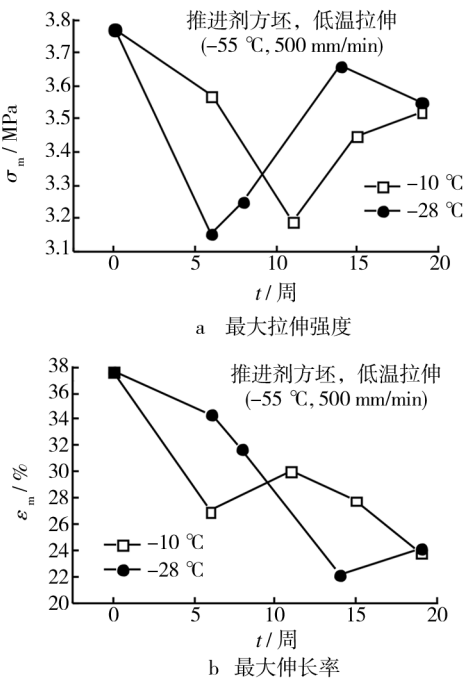 3.8
推进剂方坯，低温拉伸
3.7
(-55 ℃, 500 mm/min)
3.6
3.5
σm / MPa
3.4
3.3
-10 ℃
3.2
-28 ℃
3.1
0 5 10 15 20
t / 周
a 最大拉伸强度
38
推进剂方坯，低温拉伸
36
(-55 ℃, 500 mm/min)
34
32
30
εm / %
28
26
-10 ℃
24
-28 ℃
22
20
0 5 10 15 20
t / 周
b 最大伸长率